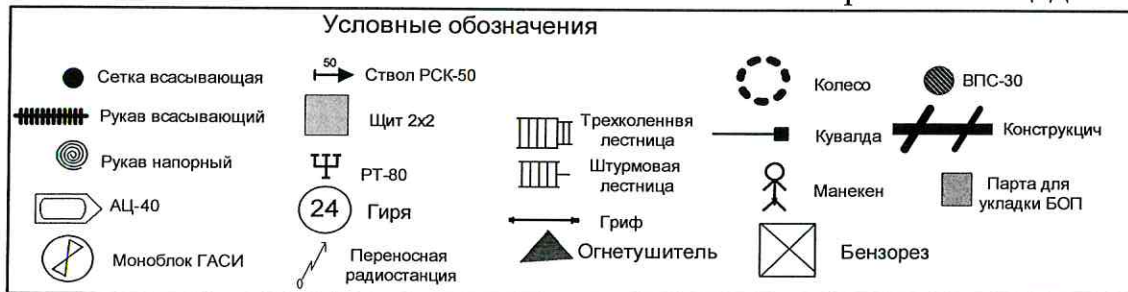 Условные обозначения
Сетка всасывающая
Рукав всасывающий
Рукав напорный
АЦ-40
Моноблок ГАСИ
50
Ствол РСК-50
Щит 2х2
РТ-80
24
Гиря
0
Переносная
радиостанция
Трехколеннвя
лестница
Штурмовая
лестница
Гриф
Огнетушитель
Колесо
Кувалда
Манекен
Бензорез
ВПС-30
Конструкцич
Парта для
укладки БОП